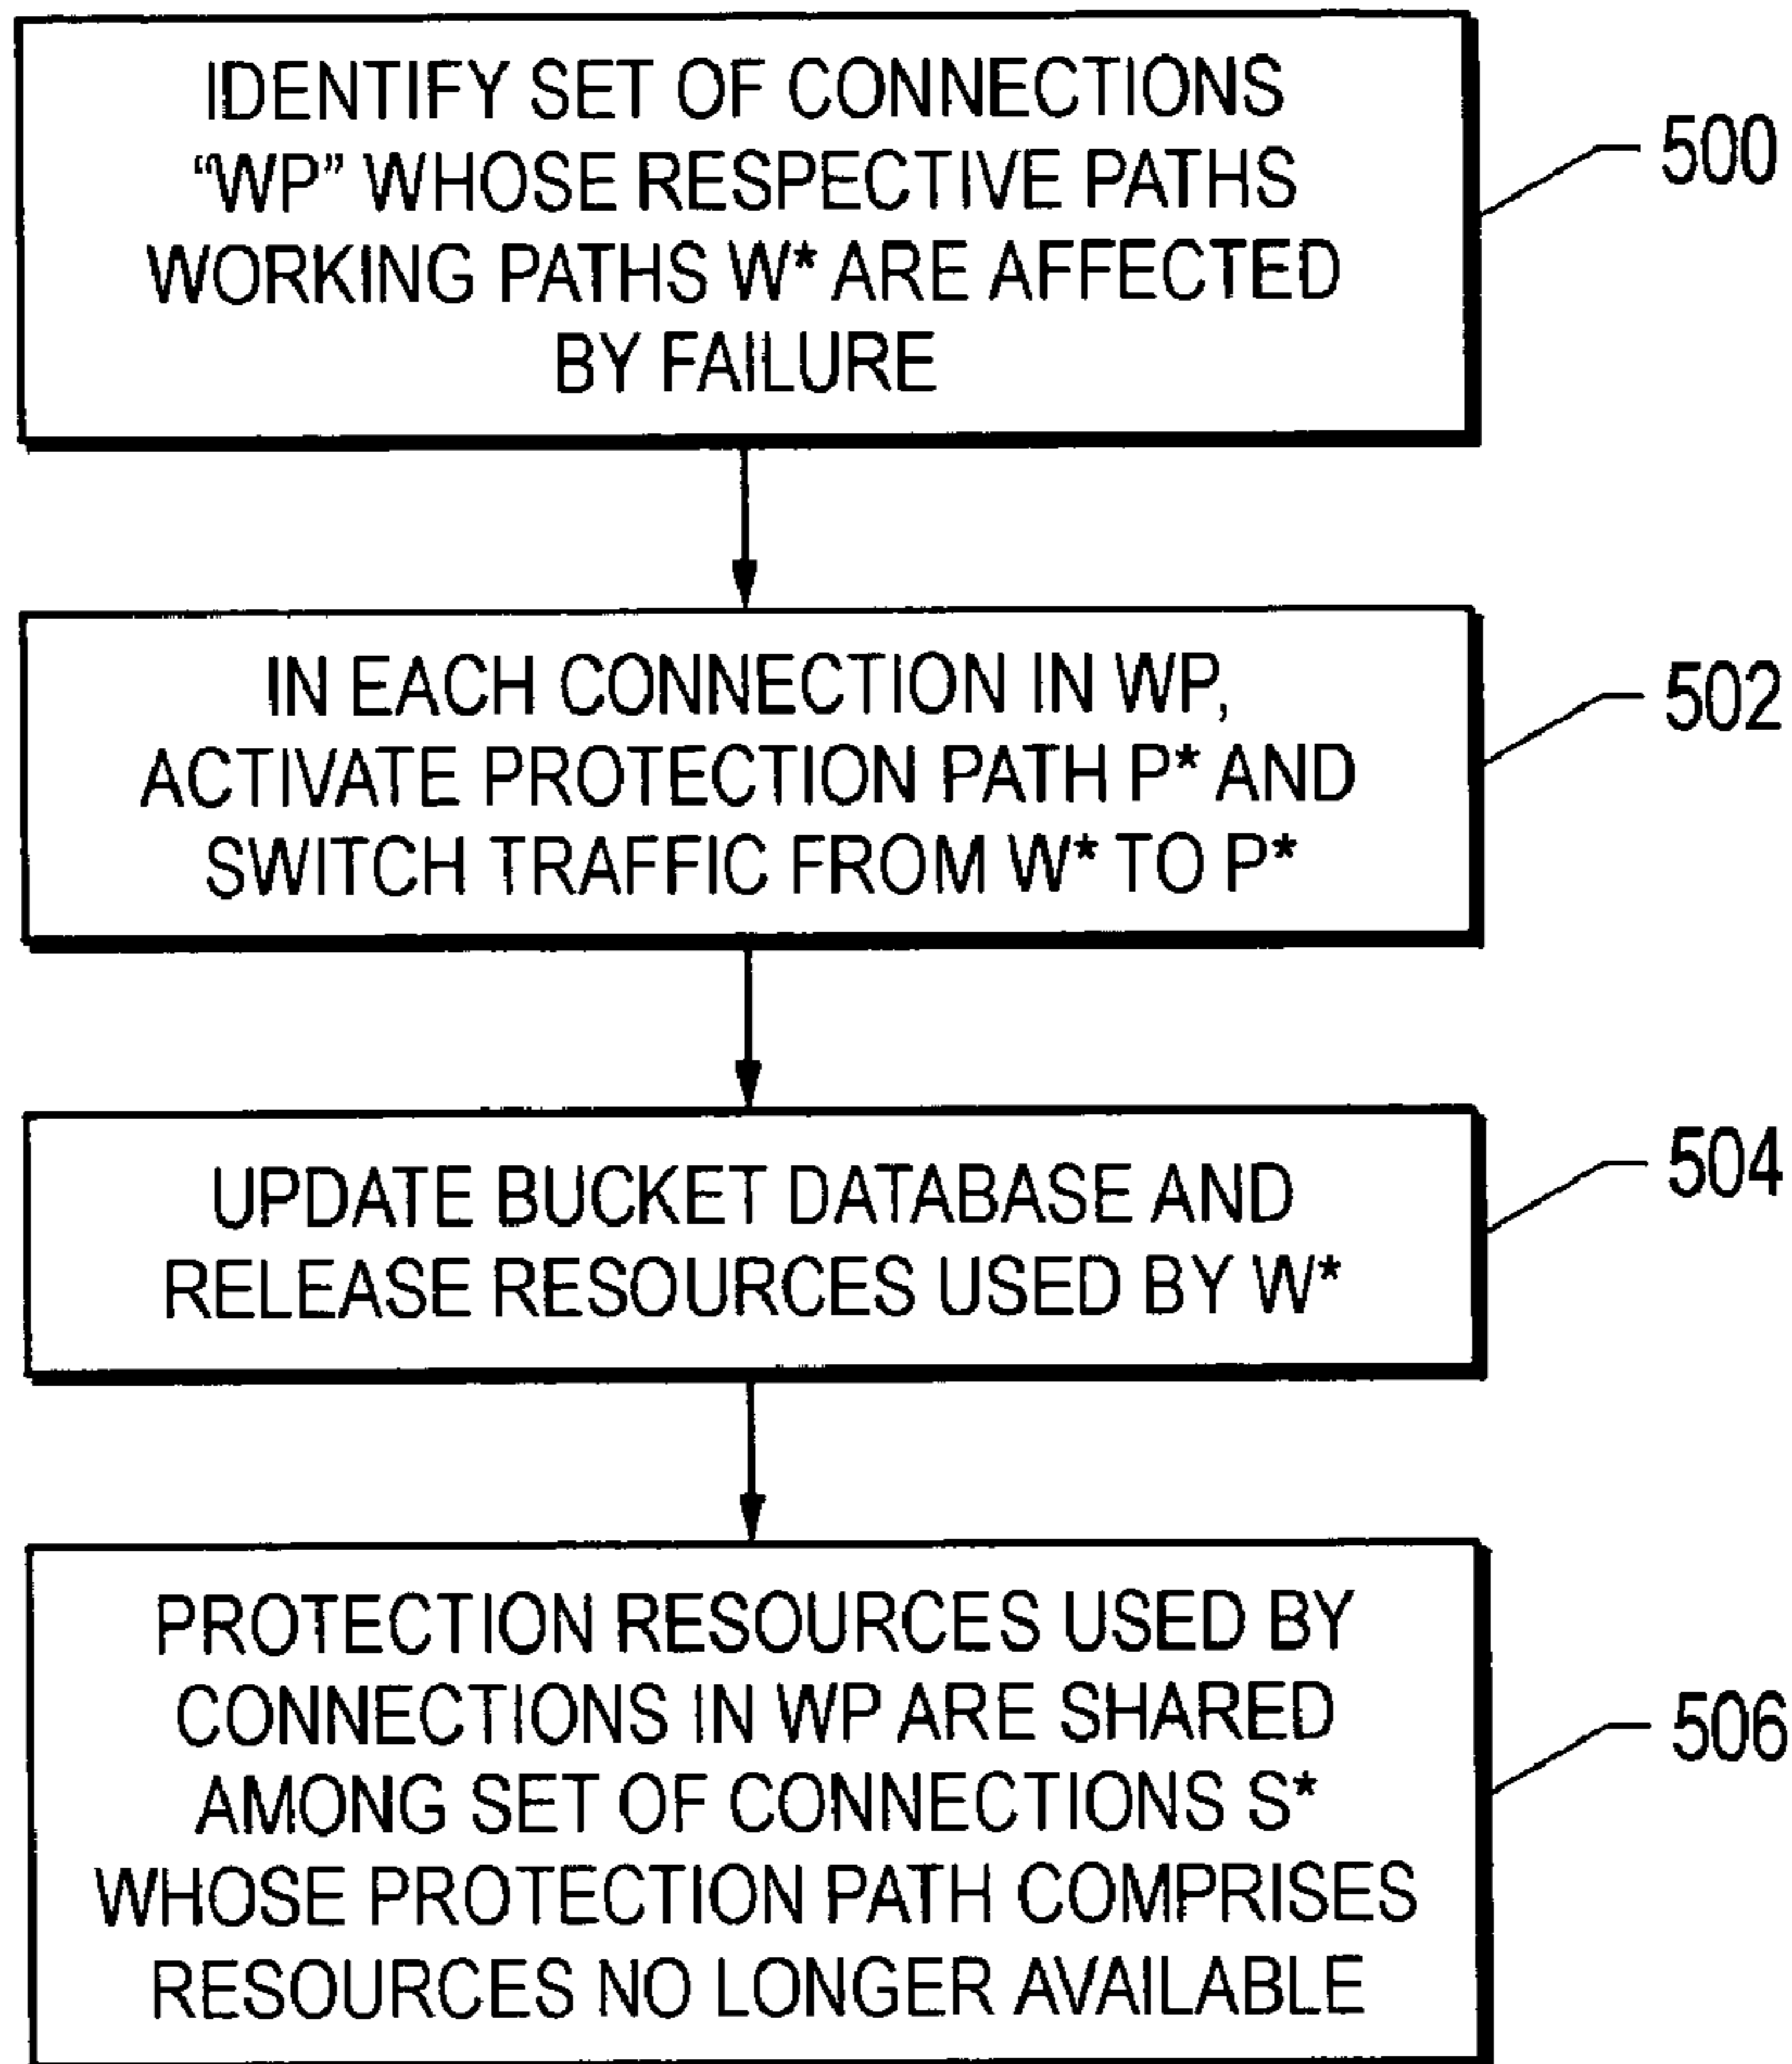 IDENTIFY SET OF CONNECTIONS
"WP" WHOSE RESPECTIVE PATHS
WORKING PATHS W* ARE AFFECTED
BY FAILURE
500
IN EACH CONNECTION IN WP,
ACTIVATE PROTECTION PATH P* AND
SWITCH TRAFFIC FROM W* TO P*
502
UPDATE BUCKET DATABASE AND
RELEASE RESOURCES USED BY W*
504
PROTECTION RESOURCES USED BY
CONNECTIONS IN WP ARE SHARED
AMONG SET OF CONNECTIONS S*
WHOSE PROTECTION PATH COMPRISES
RESOURCES NO LONGER AVAILABLE
506